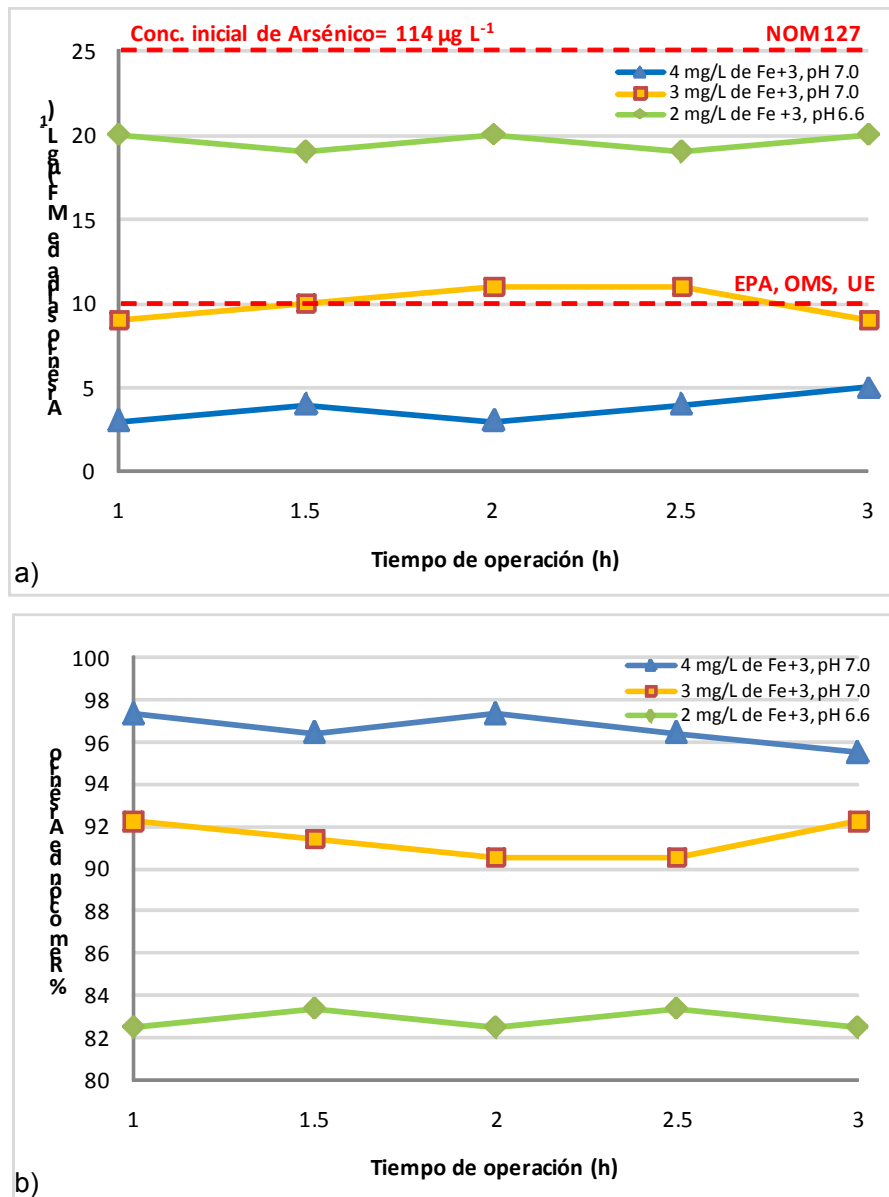 Conc. inicial de Arsénico= 114 µg L-1
NOM127
25
20
15
10
5
0
4 mg/L de Fe+3, pH 7.0
3 mg/L de Fe+3, pH 7.0
2 mg/L de Fe +3, pH 6.6
EPA, OMS, UE
1
1.5
2
2.5
3
Tiempo de operación (h)
a)
100
98
96
94
92
90
88
86
84
82
80
%Remoción de Arsénico
4 mg/L de Fe+3, pH 7.0
3 mg/L de Fe+3, pH 7.0
2 mg/L de Fe+3, pH 6.6
1
1.5
2
2.5
3
Tiempo de operación (h)
b)